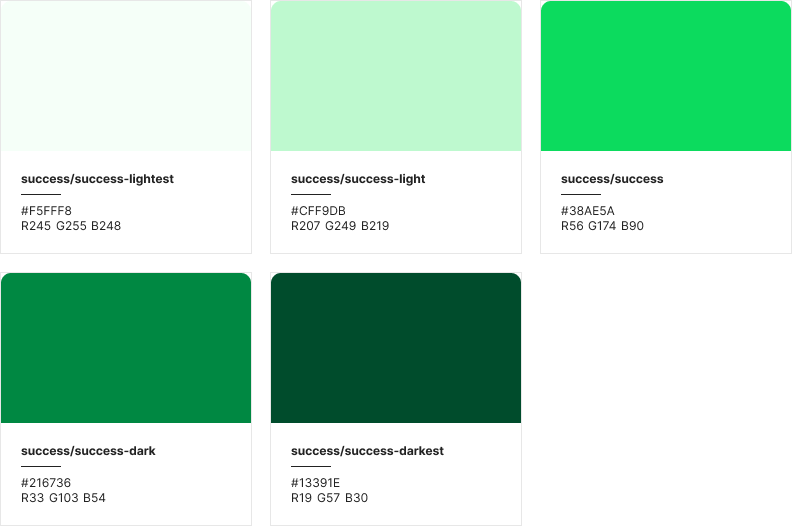 success/success-lightest
#F5FFF8
R245 G255 B248
success/success-light
#CFF9DB
R207 G249 B219
success/success
#38AE5A
R56 G174 B90
success/success-dark
#216736
R33 G103 B54
success/success-darkest
#13391E
R19 G57 B30